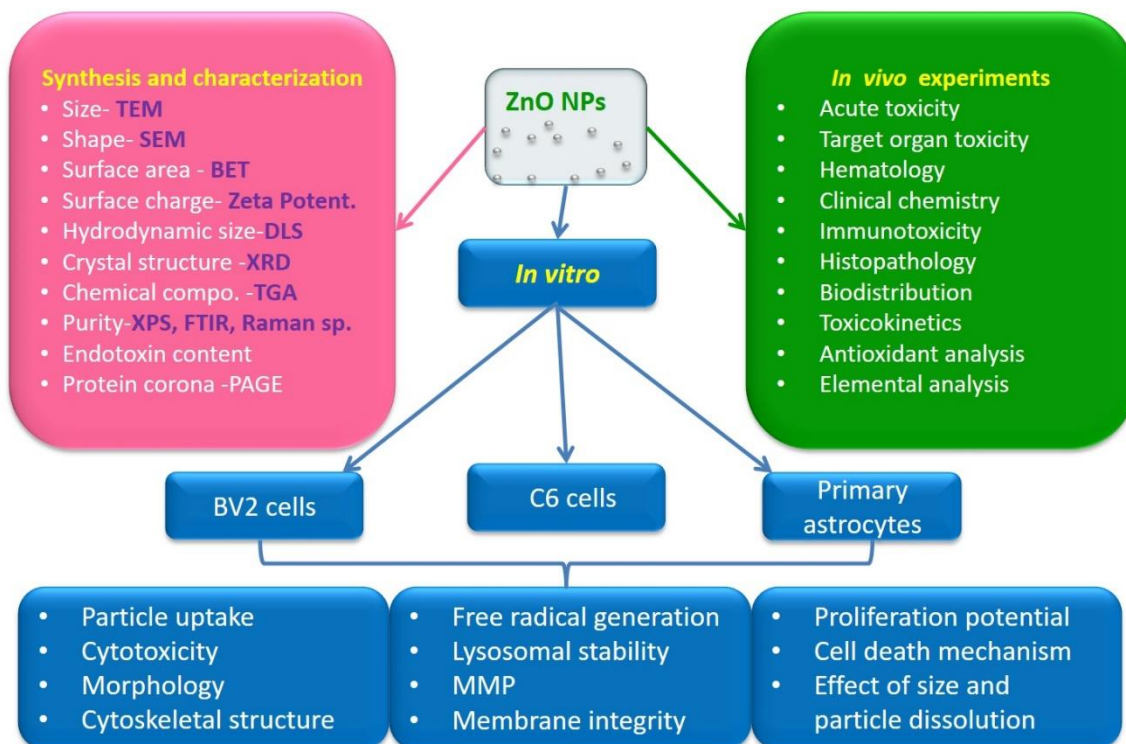 Synthesis and characterization
• Size- TEM
• Shape- SEM
• Surface area - BET
• Surface charge- Zeta Potent.
• Hydrodynamic size-DLS
• Crystal structure -XRD
• Chemical compo. -TGA
• Purity-XPS, FTIR, Raman sp.
• Endotoxin content
• Protein corona -PAGE
ZnO NPs
In vivo experiments
• Acute toxicity
• Target organ toxicity
• Hematology
• Clinical chemistry
• Immunotoxicity
• Histopathology
• Biodistribution
• Toxicokinetics
• Antioxidant analysis
• Elemental analysis
In vitro
BV2 cells
C6 cells
Primary
astrocytes
• Particle uptake
• Cytotoxicity
• Morphology
• Cytoskeletal structure
• Free radical generation
• Lysosomal stability
• MMP
• Membrane integrity
• Proliferation potential
• Cell death mechanism
• Effect of size and
particle dissolution